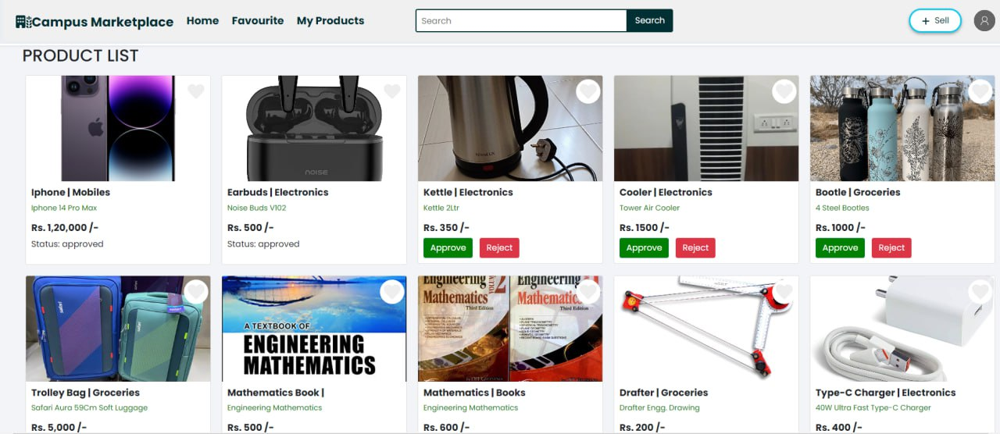 Campus Marketplace
Home
Favourite
My Products
Search
Search
+ Sell
PRODUCT LIST
NOISE
Iphone | Mobiles
Iphone 14 Pro Max
Rs. 1,20,000 /-
Status: approved
Earbuds | Electronics
Noise Buds V102
Rs. 500 /-
Status: approved
Kettle | Electronics
Kettle 2Ltr
Rs. 350 /-
Approve
Reject
Cooler | Electronics
Tower Air Cooler
Rs. 1500 /-
Approve
Reject
Bootle | Groceries
4 Steel Bootles
Rs. 1000 /-
Approve
Reject
Safari
Safari
Trolley Bag | Groceries
Safari Aura 59Cm Soft Luggage
Rs. 5,000 /-
A TEXTBOOK OF
ENGINEERING
MATHEMATICS
Mathematics Book |
Engineering Mathematics
Rs. 500 /-
Engineering
Mathematics
VOLUME 2
Third Edition
Engineering
Mathematics
Third Edition
Mathematics | Books
Engineering Mathematics
Rs. 600 /-
Drafter | Groceries
Drafter Engg. Drawing
Rs. 200 /-
Type-C Charger | Electronics
40W Ultra Fast Type-C Charger
Rs. 400 /-